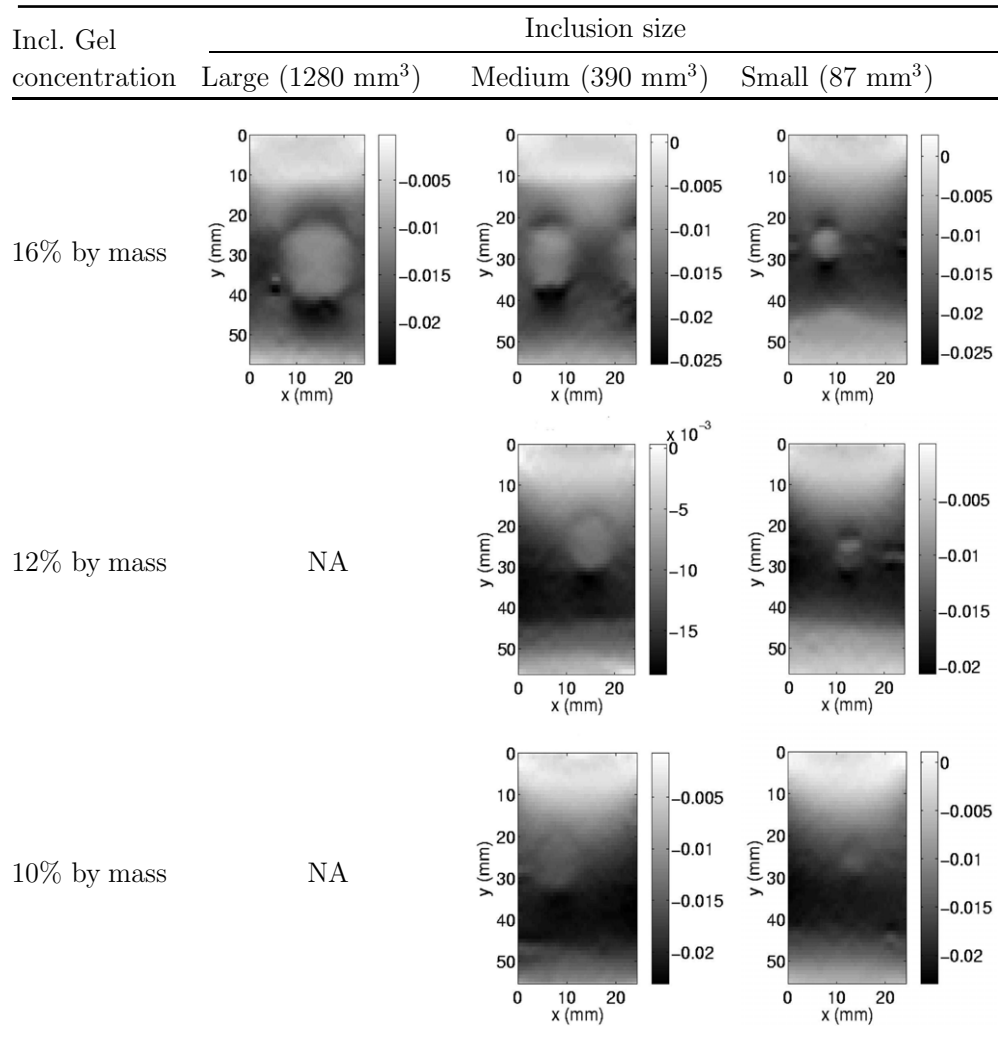 Incl. Gel
concentration
Inclusion size
Large (1280 mm³) Medium (390 mm³) Small (87 mm³)
16% by mass
0
10
20
30
40
50
y (mm)
0 10 20
x (mm)
−0.005
−0.01
−0.015
−0.02
0
10
20
30
40
50
y (mm)
0 10 20
x (mm)
0
−0.005
−0.01
−0.015
−0.02
−0.025
0
10
20
30
40
50
y (mm)
0 10 20
x (mm)
0
−0.005
−0.01
−0.015
−0.02
−0.025
12% by mass
NA
0
10
20
30
40
50
y (mm)
0 10 20
x (mm)
x 10⁻³
0
−5
−10
−15
0
10
20
30
40
50
y (mm)
0 10 20
x (mm)
−0.005
−0.01
−0.015
−0.02
10% by mass
NA
0
10
20
30
40
50
y (mm)
0 10 20
x (mm)
−0.005
−0.01
−0.015
−0.02
0
10
20
30
40
50
y (mm)
0 10 20
x (mm)
0
−0.005
−0.01
−0.015
−0.02